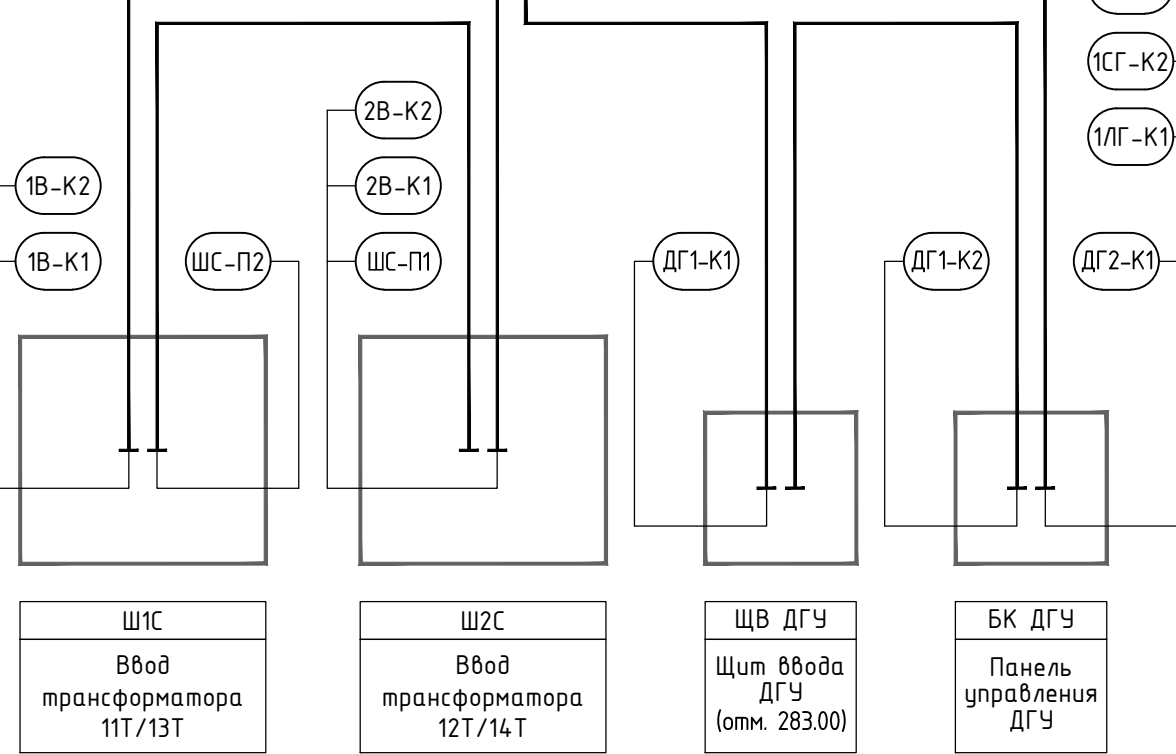 1СГ-К2
2В-К2
1ЛГ-К1
1В-К2
2В-К1
1В-К1
ШС-П2
ШС-П1
ДГ1-К1
ДГ1-К2
ДГ2-К1
Ш1С
Ввод
трансформатора
11Т/13Т
Ш2С
Ввод
трансформатора
12Т/14Т
ЩВ ДГУ
Щит ввода
ДГУ
(отм. 283.00)
БК ДГУ
Панель
управления
ДГУ